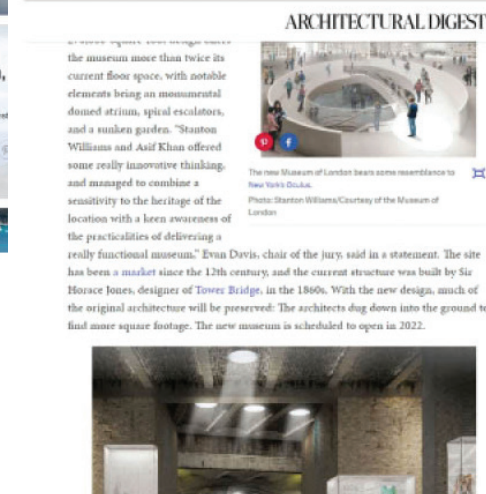 ARCHITECTURAL DIGEST
the museum more than twice its
current floor space, with notable
elements being an monumental
domed atrium, spiral escalators,
and a sunken garden. "Stanton
Williams and Asif Khan offered
some really innovative thinking,
and managed to combine a
sensitivity to the heritage of the
location with a keen awareness of
the practicalities of delivering a
The new Museum of London bears some resemblance to
New York's Oculus.
Photo: Stanton Williams/Courtesy of the Museum of
London
really functional museum," Evan Davis, chair of the jury, said in a statement. The site
has been a market since the 12th century, and the current structure was built by Sir
Horace Jones, designer of Tower Bridge, in the 1860s. With the new design, much of
the original architecture will be preserved: The architects dug down into the ground to
find more square footage. The new museum is scheduled to open in 2022.